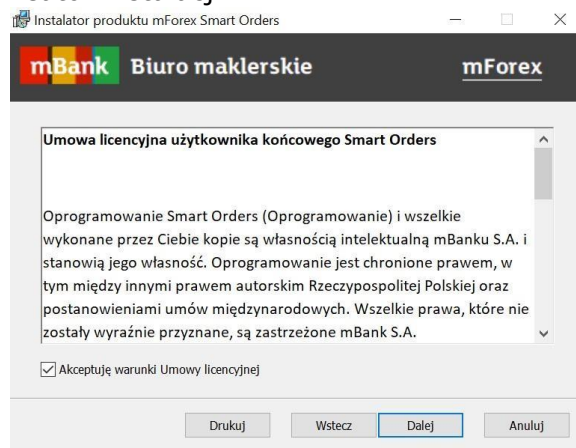 Instalator produktu mForex Smart Orders
mBank Biuro maklerskie mForex
Umowa licencyjna użytkownika końcowego Smart Orders
Oprogramowanie Smart Orders (Oprogramowanie) i wszelkie
wykonane przez Ciebie kopie są własnością intelektualną mBanku S.A. i
stanowią jego własność. Oprogramowanie jest chronione prawem, w
tym między innymi prawem autorskim Rzeczypospolitej Polskiej oraz
postanowieniami umów międzynarodowych. Wszelkie prawa, które nie
zostały wyraźnie przyznane, są zastrzeżone mBank S.A.
Akceptuję warunki Umowy licencyjnej
Drukuj Wstecz Dalej Anuluj